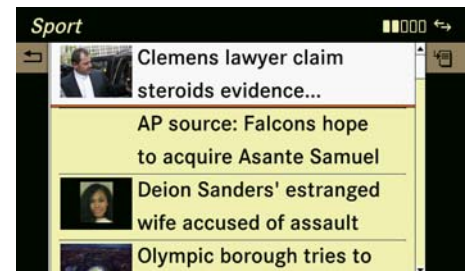 Sport
Clemens lawyer claim
steroids evidence...
AP source: Falcons hope
to acquire Asante Samuel
Deion Sanders' estranged
wife accused of assault
Olympic borough tries to